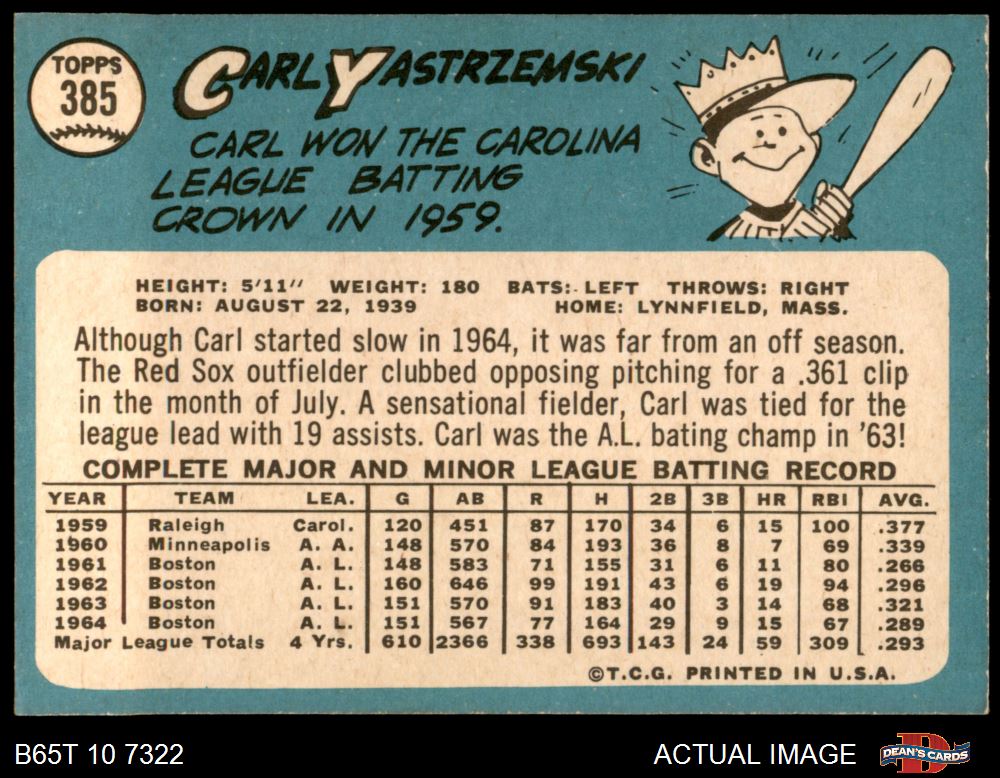 TOPPS
385
CARL YASTRZEMSKI
CARL WON THE CAROLINA
LEAGUE BATTING
CROWN IN 1959.
HEIGHT: 5'11" WEIGHT: 180 BATS: LEFT THROWS: RIGHT
BORN: AUGUST 22, 1939 HOME: LYNNFIELD, MASS.
Although Carl started slow in 1964, it was far from an off season.
The Red Sox outfielder clubbed opposing pitching for a .361 clip
in the month of July. A sensational fielder, Carl was tied for the
league lead with 19 assists. Carl was the A.L. bating champ in '63!
COMPLETE MAJOR AND MINOR LEAGUE BATTING RECORD
YEAR TEAM LEA. G AB R H 2B 3B HR RBI AVG.
1959 Raleigh Carol. 120 451 87 170 34 6 15 100 .377
1960 Minneapolis A. A. 148 570 84 193 36 8 7 69 .339
1961 Boston A. L. 148 583 71 155 31 6 11 80 .266
1962 Boston A. L. 160 646 99 191 43 6 19 94 .296
1963 Boston A. L. 151 570 91 183 40 3 14 68 .321
1964 Boston A. L. 151 567 77 164 29 9 15 67 .289
Major League Totals 4 Yrs. 610 2366 338 693 143 24 59 309 .293
©T.C.G. PRINTED IN U.S.A.
B65T 10 7322 ACTUAL IMAGE DEAN'S CARDS